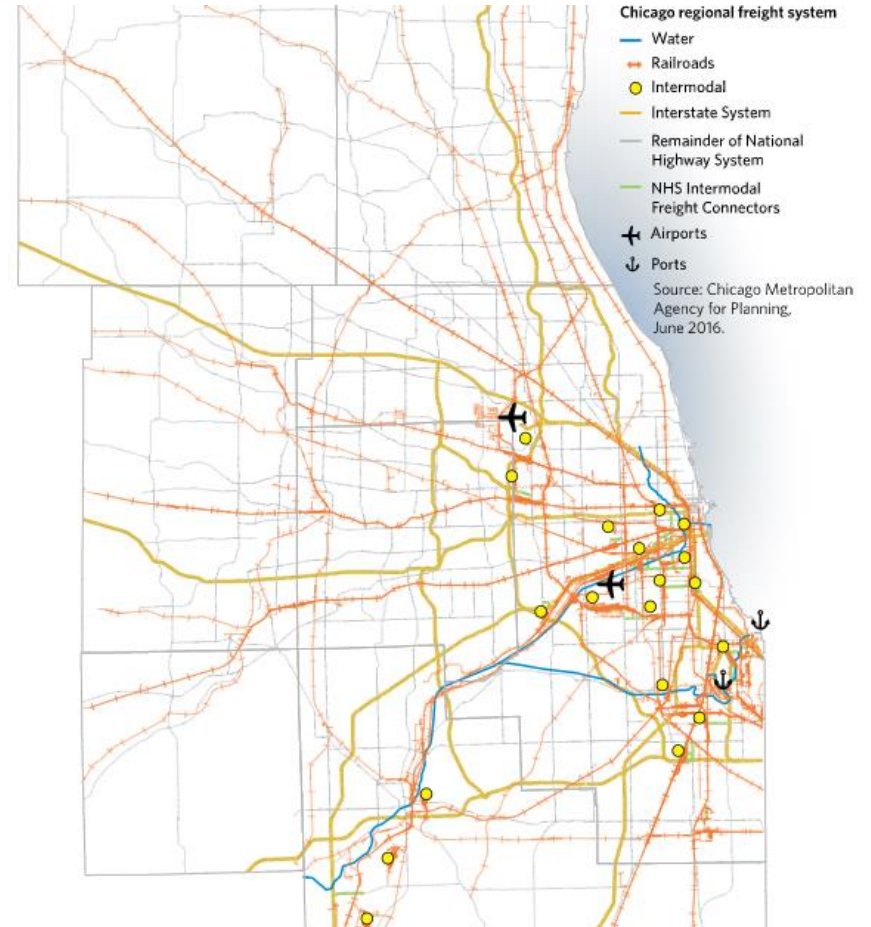 Chicago regional freight system
Water
Railroads
Intermodal
Interstate System
Remainder of National
Highway System
NHS Intermodal
Freight Connectors
Airports
Ports
Source: Chicago Metropolitan
Agency for Planning,
June 2016.